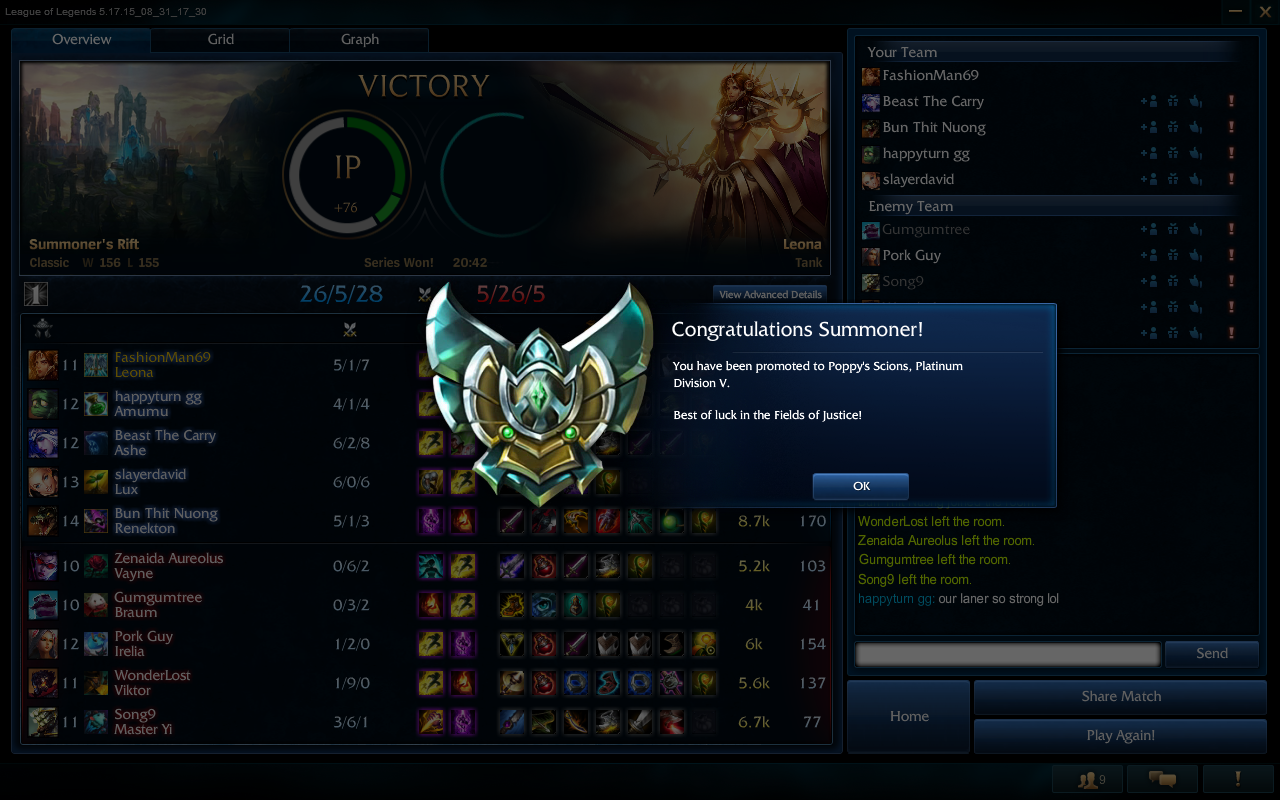 League of Legends 5.17.15_08_31_17_30
Overview
Grid
Graph
VICTORY
IP
+76
Summoner's Rift
Classic W 156 L 155
Series Won! 20:42
Leona
Tank
1
26/5/28
5/26/5
View Advanced Details
11 FashionMan69
Leona
5/1/7
12 happyturn gg
Amumu
4/1/4
12 Beast The Carry
Ashe
6/2/8
13 slayerdavid
Lux
6/0/6
14 Bun Thit Nuong
Renekton
5/1/3 8.7k 170
10 Zenaida Aureolus
Vayne
0/6/2 5.2k 103
10 Gumgumtree
Braum
0/3/2 4k 41
12 Pork Guy
Irelia
1/2/0 6k 154
11 WonderLost
Viktor
1/9/0 5.6k 137
11 Song9
Master Yi
3/6/1 6.7k 77
Your Team
FashionMan69
Beast The Carry
Bun Thit Nuong
happyturn gg
slayerdavid
Enemy Team
Gumgumtree
Pork Guy
Song9
Congratulations Summoner!
You have been promoted to Poppy's Scions, Platinum
Division V.
Best of luck in the Fields of Justice!
OK
WonderLost left the room.
Zenaida Aureolus left the room.
Gumgumtree left the room.
Song9 left the room.
happyturn gg: our laner so strong lol
Send
Home
Share Match
Play Again!
9